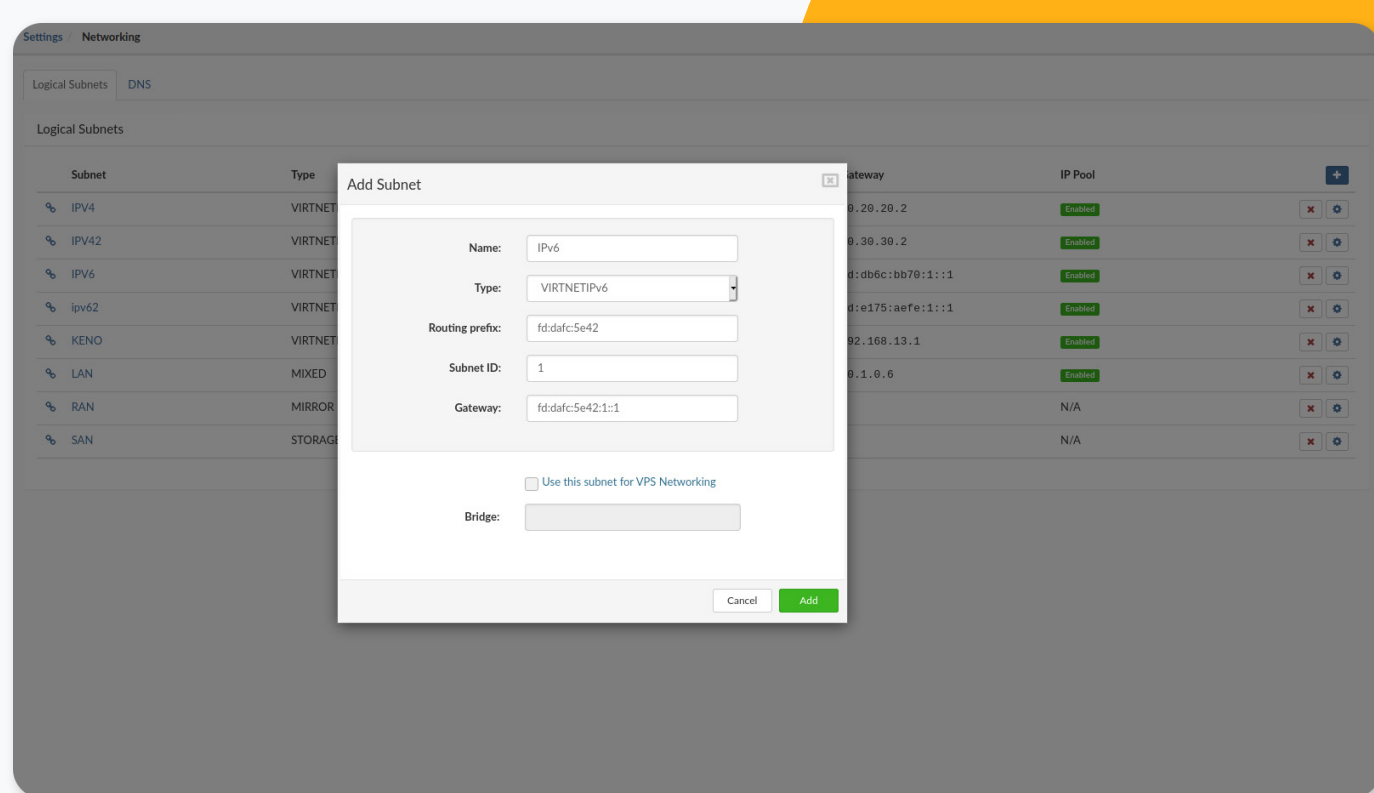 Settings / Networking
Logical Subnets DNS
Logical Subnets
Subnet Type ateway IP Pool +
IPV4 VIRTNET 0.20.20.2 Enabled
IPV42 VIRTNET 0.30.30.2 Enabled
IPV6 VIRTNET d:db6c:bb70:1::1 Enabled
ipv62 VIRTNET d:e175:aefe:1::1 Enabled
KENO VIRTNET 92.168.13.1 Enabled
LAN MIXED 0.1.0.6 Enabled
RAN MIRROR N/A
SAN STORAGE N/A
Add Subnet
Name: IPv6
Type: VIRTNETIPv6
Routing prefix: fd:dafc:5e42
Subnet ID: 1
Gateway: fd:dafc:5e42:1::1
Use this subnet for VPS Networking
Bridge:
Cancel Add